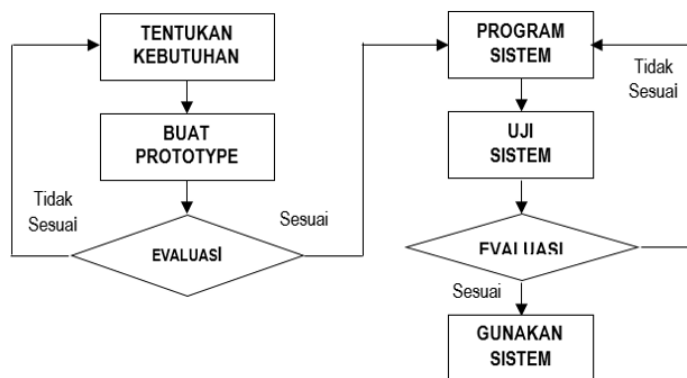 TENTUKAN
KEBUTUHAN
BUAT
PROTOTYPE
Tidak
Sesuai
EVALUASI
Sesuai
PROGRAM
SISTEM
Tidak
Sesuai
UJI
SISTEM
EVALUASI
Sesuai
GUNAKAN
SISTEM